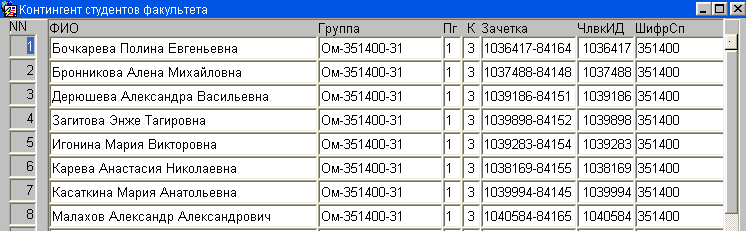 Контингент студентов факультета
NN ФИО Группа Пг К Зачетка ЧлвкИД ШифрСп
1 Бочкарева Полина Евгеньевна Ом-351400-31 1 3 1036417-84164 1036417 351400
2 Бронникова Алена Михайловна Ом-351400-31 1 3 1037488-84148 1037488 351400
3 Дерюшева Александра Васильевна Ом-351400-31 1 3 1039186-84151 1039186 351400
4 Загитова Энже Тагировна Ом-351400-31 1 3 1039898-84152 1039898 351400
5 Игонина Мария Викторовна Ом-351400-31 1 3 1039283-84154 1039283 351400
6 Карева Анастасия Николаевна Ом-351400-31 1 3 1038169-84155 1038169 351400
7 Касаткина Мария Анатольевна Ом-351400-31 1 3 1039994-84145 1039994 351400
8 Малахов Александр Александрович Ом-351400-31 1 3 1040584-84165 1040584 351400